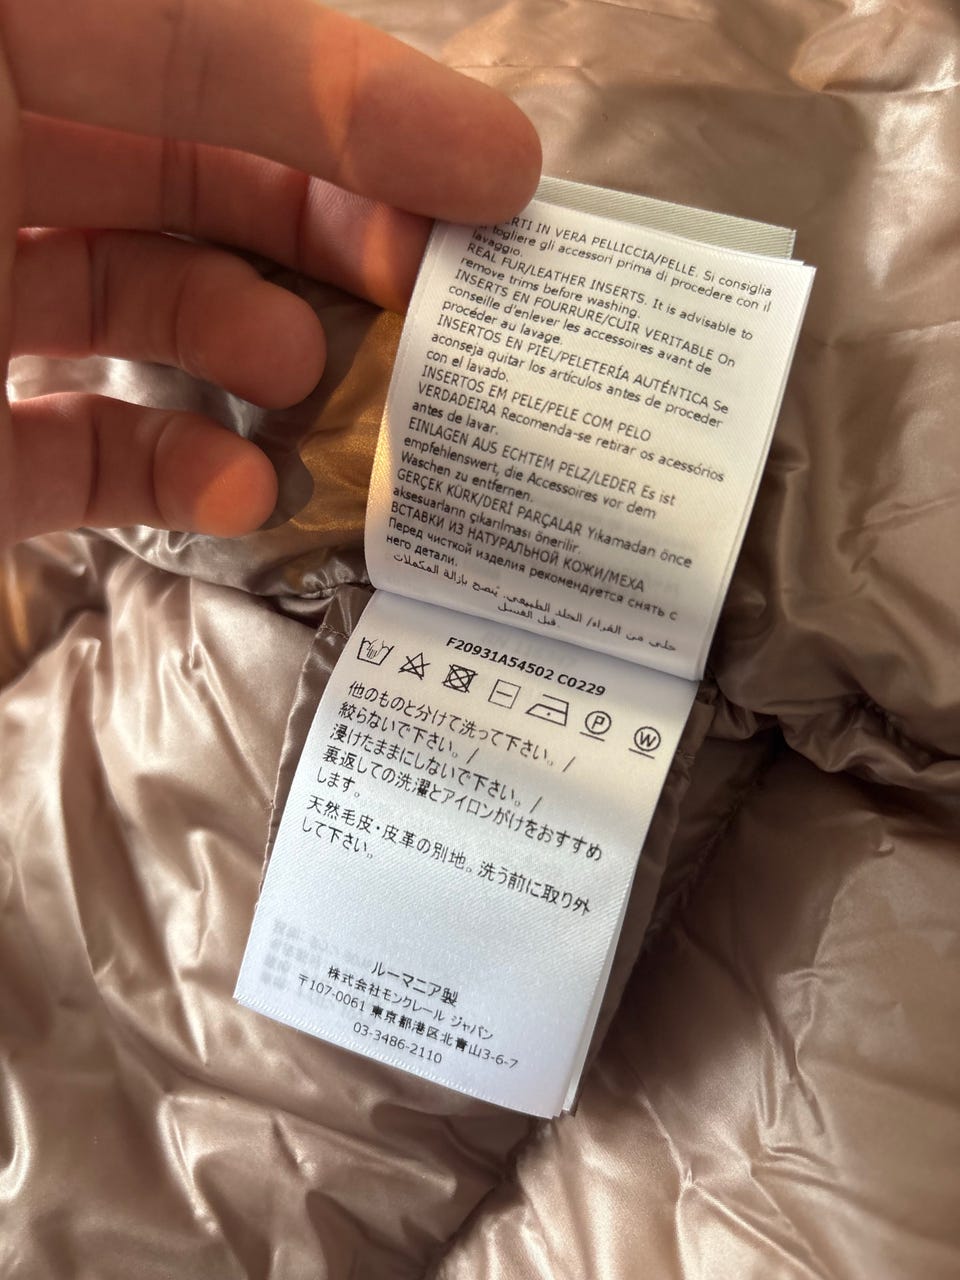 RTI IN VERA PELLICCIA/PELLE. Si consiglia
togliere gli accessori prima di procedere con il
lavaggio.
REAL FUR/LEATHER INSERTS. It is advisable to
remove trims before washing.
INSERTS EN FOURRURE/CUIR VERITABLE On
conseille d'enlever les accessoires avant de
procéder au lavage.
INSERTOS EN PIEL/PELETERÍA AUTÉNTICA Se
aconseja quitar los artículos antes de proceder
con el lavado.
INSERTOS EM PELE/PELE COM PELO
VERDADEIRA Recomenda-se retirar os acessórios
antes de lavar.
EINLAGEN AUS ECHTEM PELZ/LEDER Es ist
empfehlenswert, die Accessoires vor dem
Waschen zu entfernen.
GERÇEK KÜRK/DERİ PARÇALAR Yıkamadan önce
aksesuarların çıkarılması önerilir.
ВСТАВКИ ИЗ НАТУРАЛЬНОЙ КОЖИ/МЕХА
Перед чисткой изделия рекомендуется снять с
него детали.
حلي من الفراء/ الجلد الطبيعي. يُنصح بإزالة المكملات
قبل الغسل
F20931A54502 C0229
P
W
他のものと分けて洗って下さい。/
絞らないで下さい。/
浸けたままにしないで下さい。/
裏返しての洗濯とアイロンがけをおすすめ
します。
天然毛皮・皮革の別地。洗う前に取り外
して下さい。
ルーマニア製
株式会社モンクレール ジャパン
〒107-0061 東京都港区北青山3-6-7
03-3486-2110